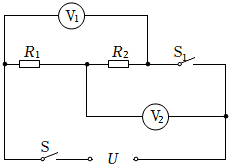 V₁
R₁ R₂ S₁
V₂
S U